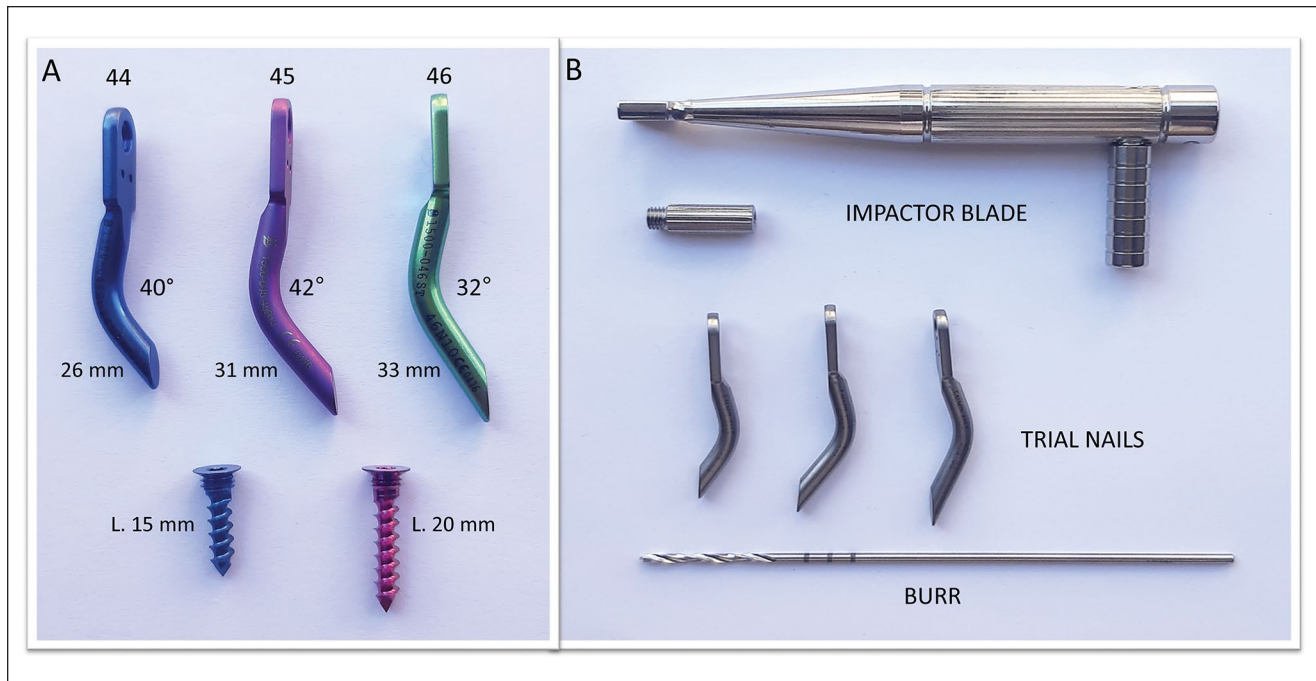 A
44
45
46
40°
42°
32°
26 mm
31 mm
33 mm
L. 15 mm
L. 20 mm
B
IMPACTOR BLADE
TRIAL NAILS
BURR